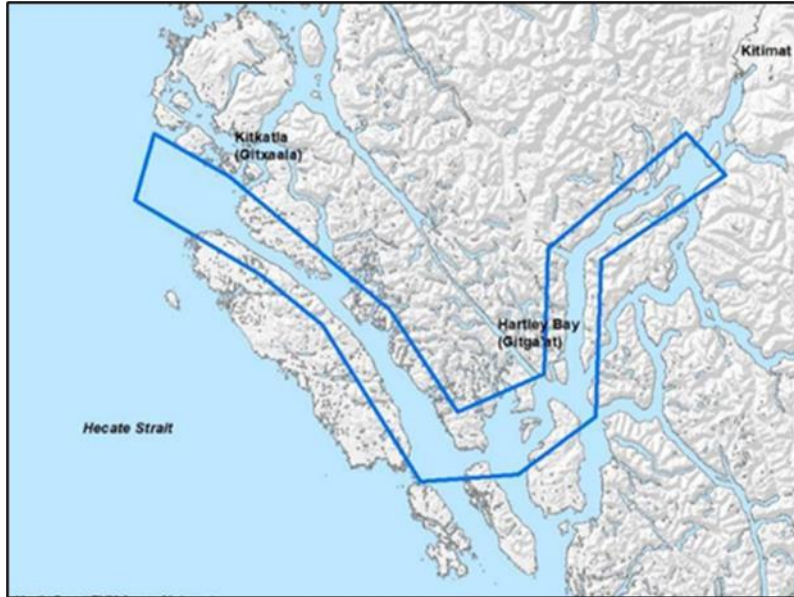 Kitimat
Kitkatla
(Gitxaala)
Hartley Bay
(Gitga'at)
Hecate Strait